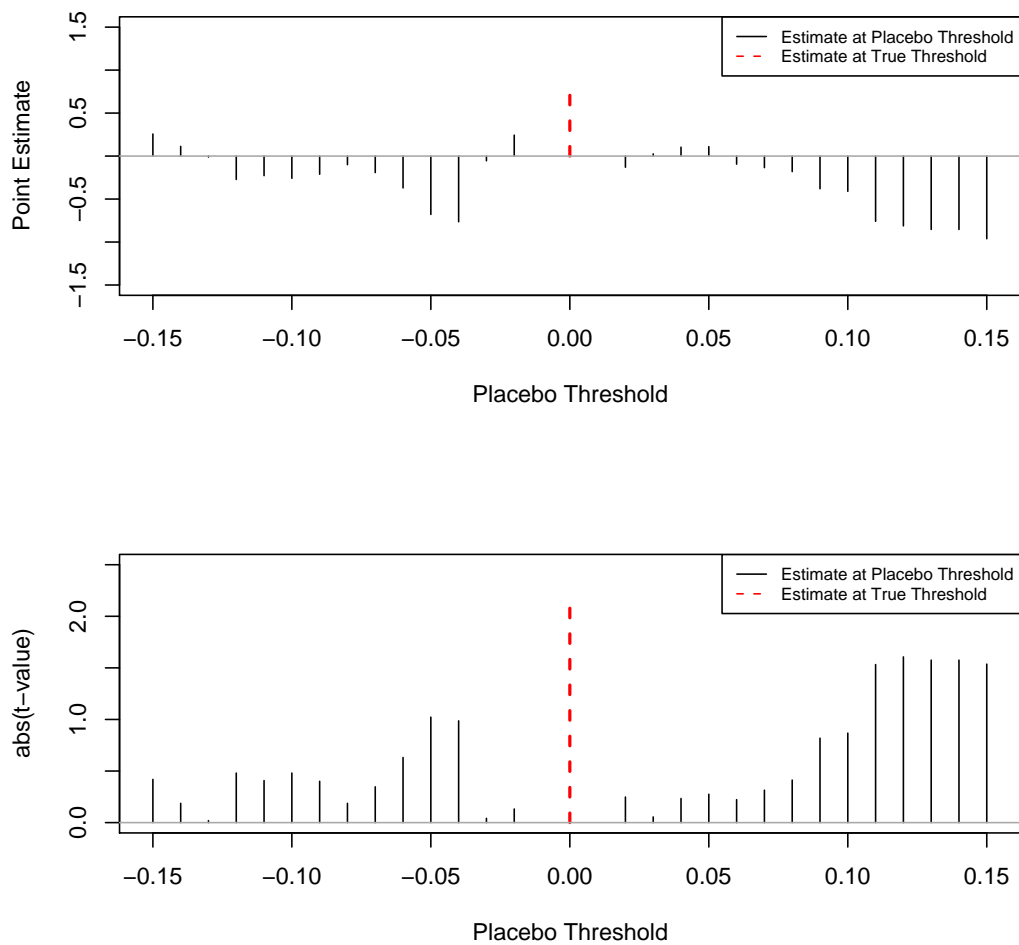 Point Estimate
1.5
0.5
−0.5
−1.5
Estimate at Placebo Threshold
Estimate at True Threshold
−0.15
−0.10
−0.05
0.00
0.05
0.10
0.15
Placebo Threshold
abs(t−value)
2.0
1.0
0.0
Estimate at Placebo Threshold
Estimate at True Threshold
−0.15
−0.10
−0.05
0.00
0.05
0.10
0.15
Placebo Threshold